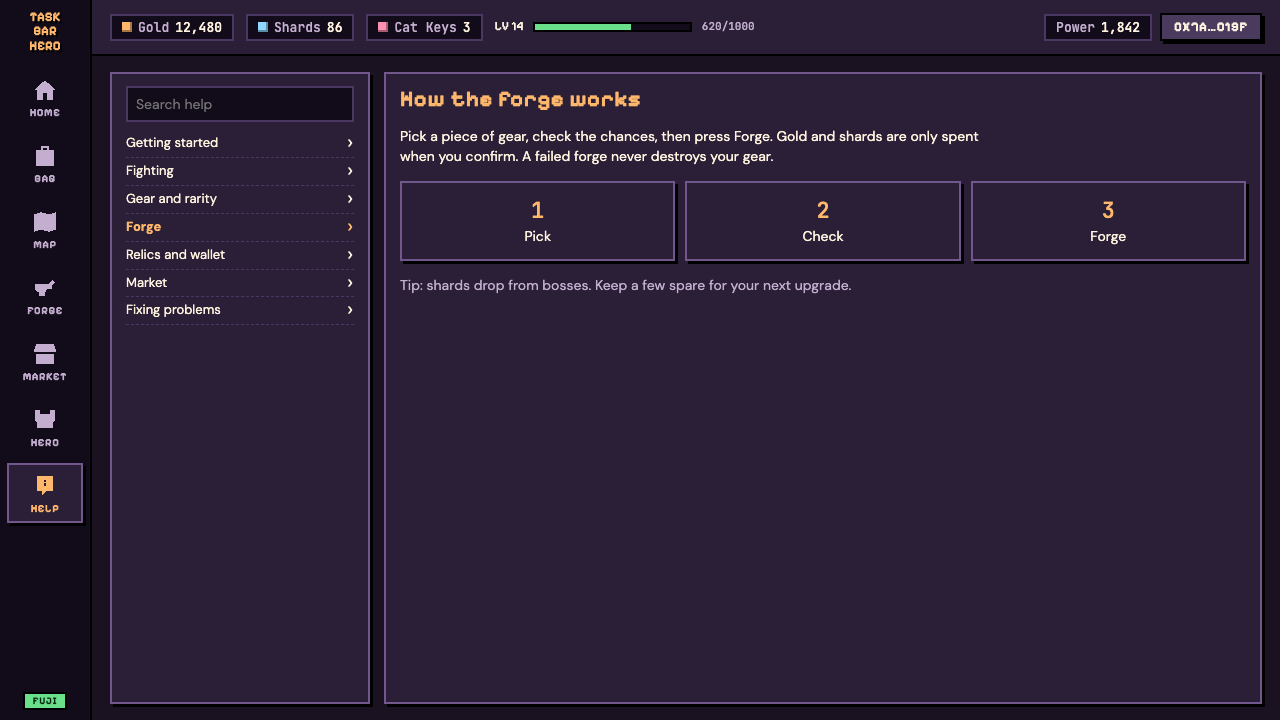 TASK
BAR
HERO
HOME
BAG
MAP
FORGE
MARKET
HERO
HELP
FUJI
Gold 12,480
Shards 86
Cat Keys 3
LV 14
620/1000
Power 1,842
0X7A…019F
Search help
Getting started ›
Fighting ›
Gear and rarity ›
Forge ›
Relics and wallet ›
Market ›
Fixing problems ›
How the forge works
Pick a piece of gear, check the chances, then press Forge. Gold and shards are only spent
when you confirm. A failed forge never destroys your gear.
1
Pick
2
Check
3
Forge
Tip: shards drop from bosses. Keep a few spare for your next upgrade.